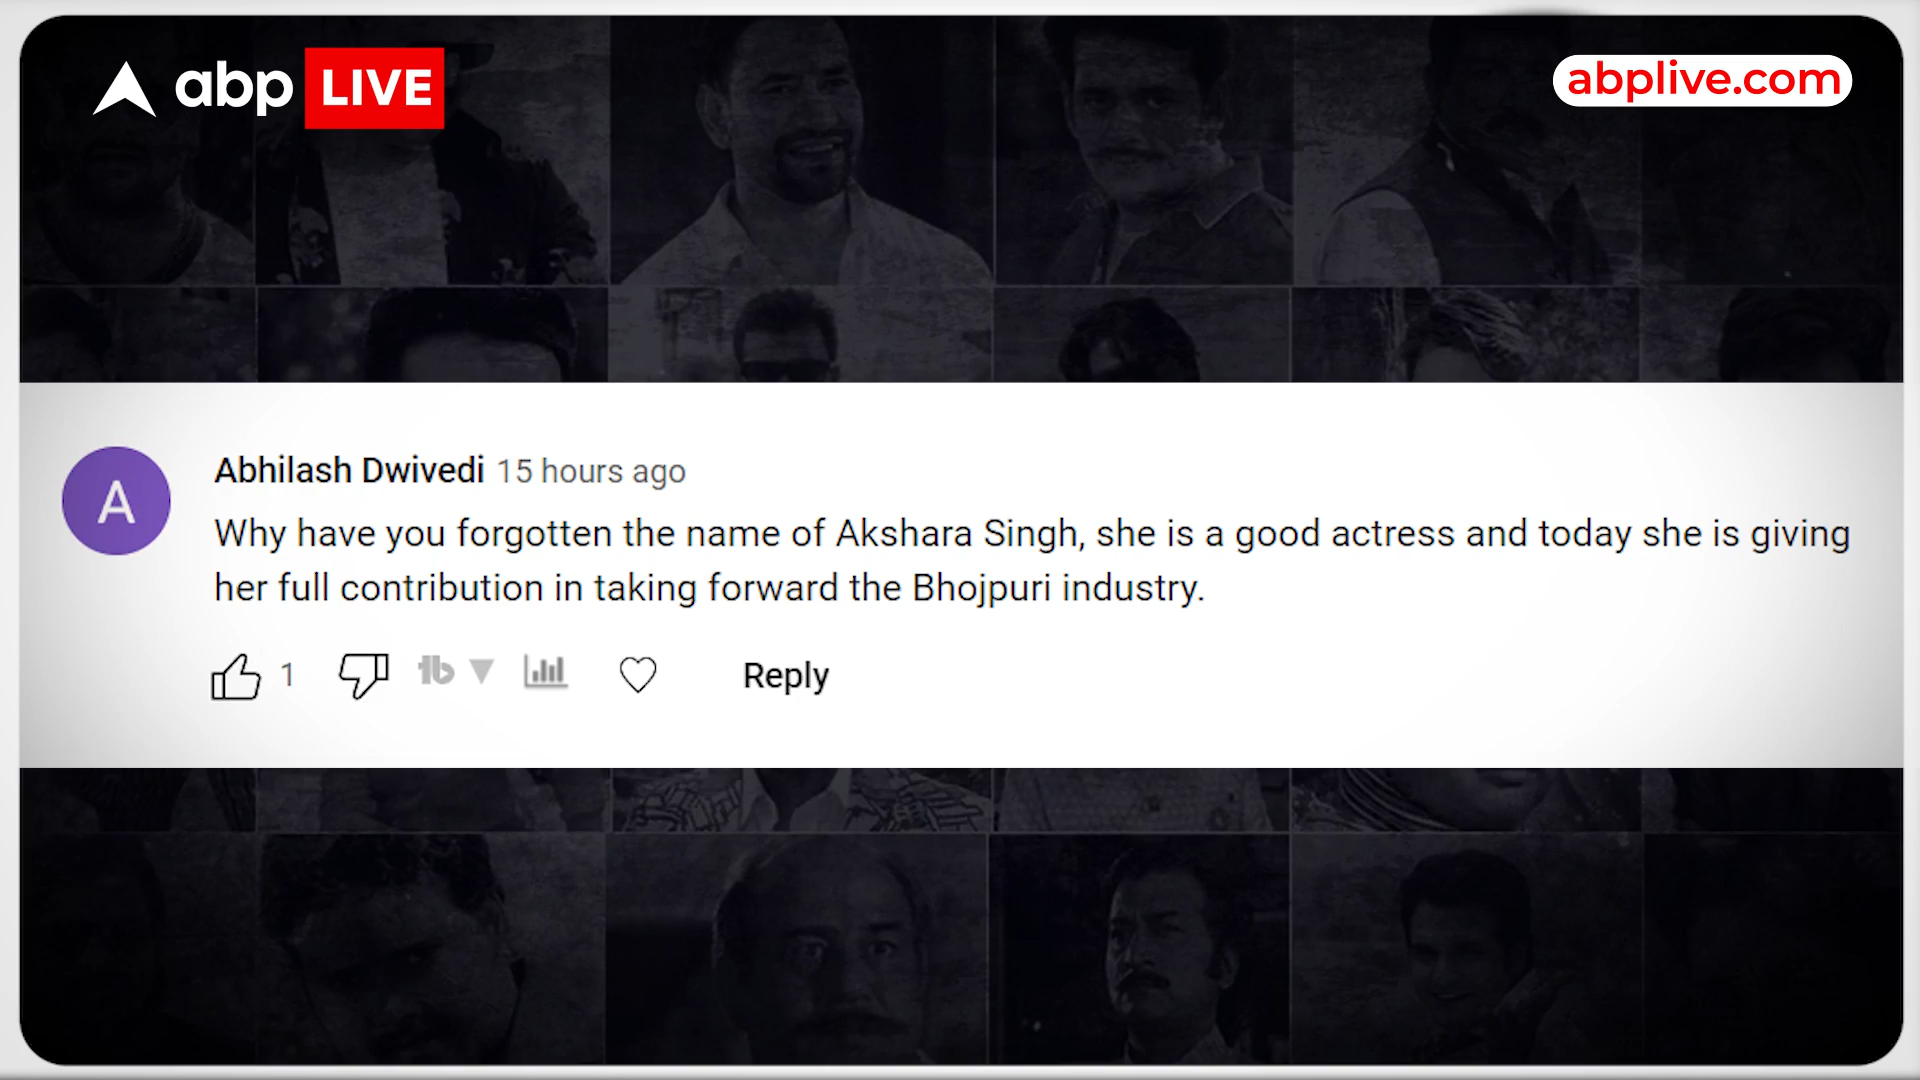 abp LIVE
abplive.com
A
Abhilash Dwivedi 15 hours ago
Why have you forgotten the name of Akshara Singh, she is a good actress and today she is giving
her full contribution in taking forward the Bhojpuri industry.
1
tb
Reply